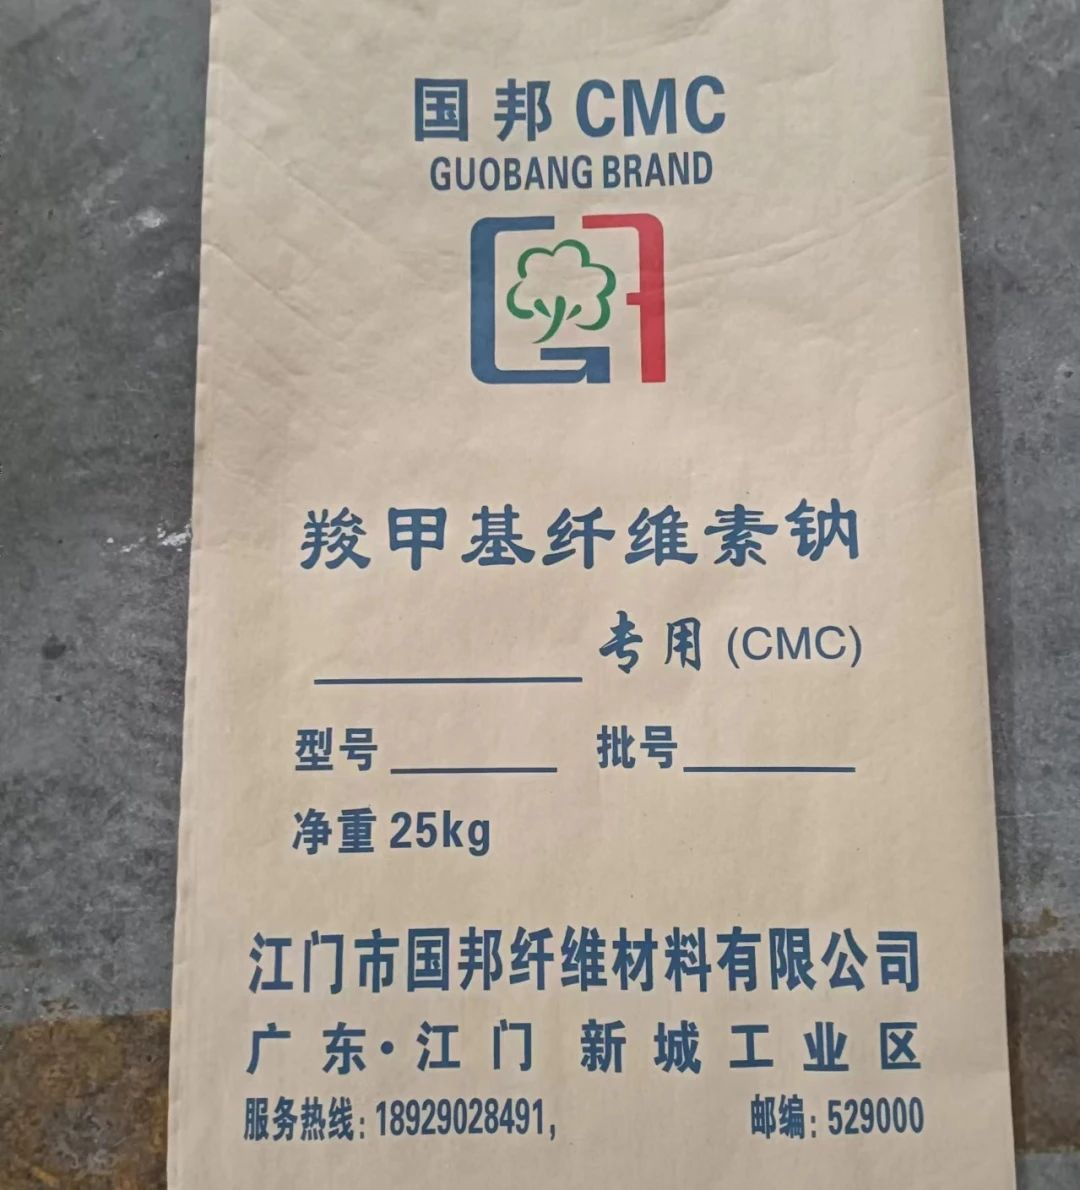 国邦CMC
GUOBANG BRAND
羧甲基纤维素钠
专用 (CMC)
型号 批号
净重25kg
江门市国邦纤维材料有限公司
广东·江门 新城工业区
服务热线: 18929028491, 邮编: 529000